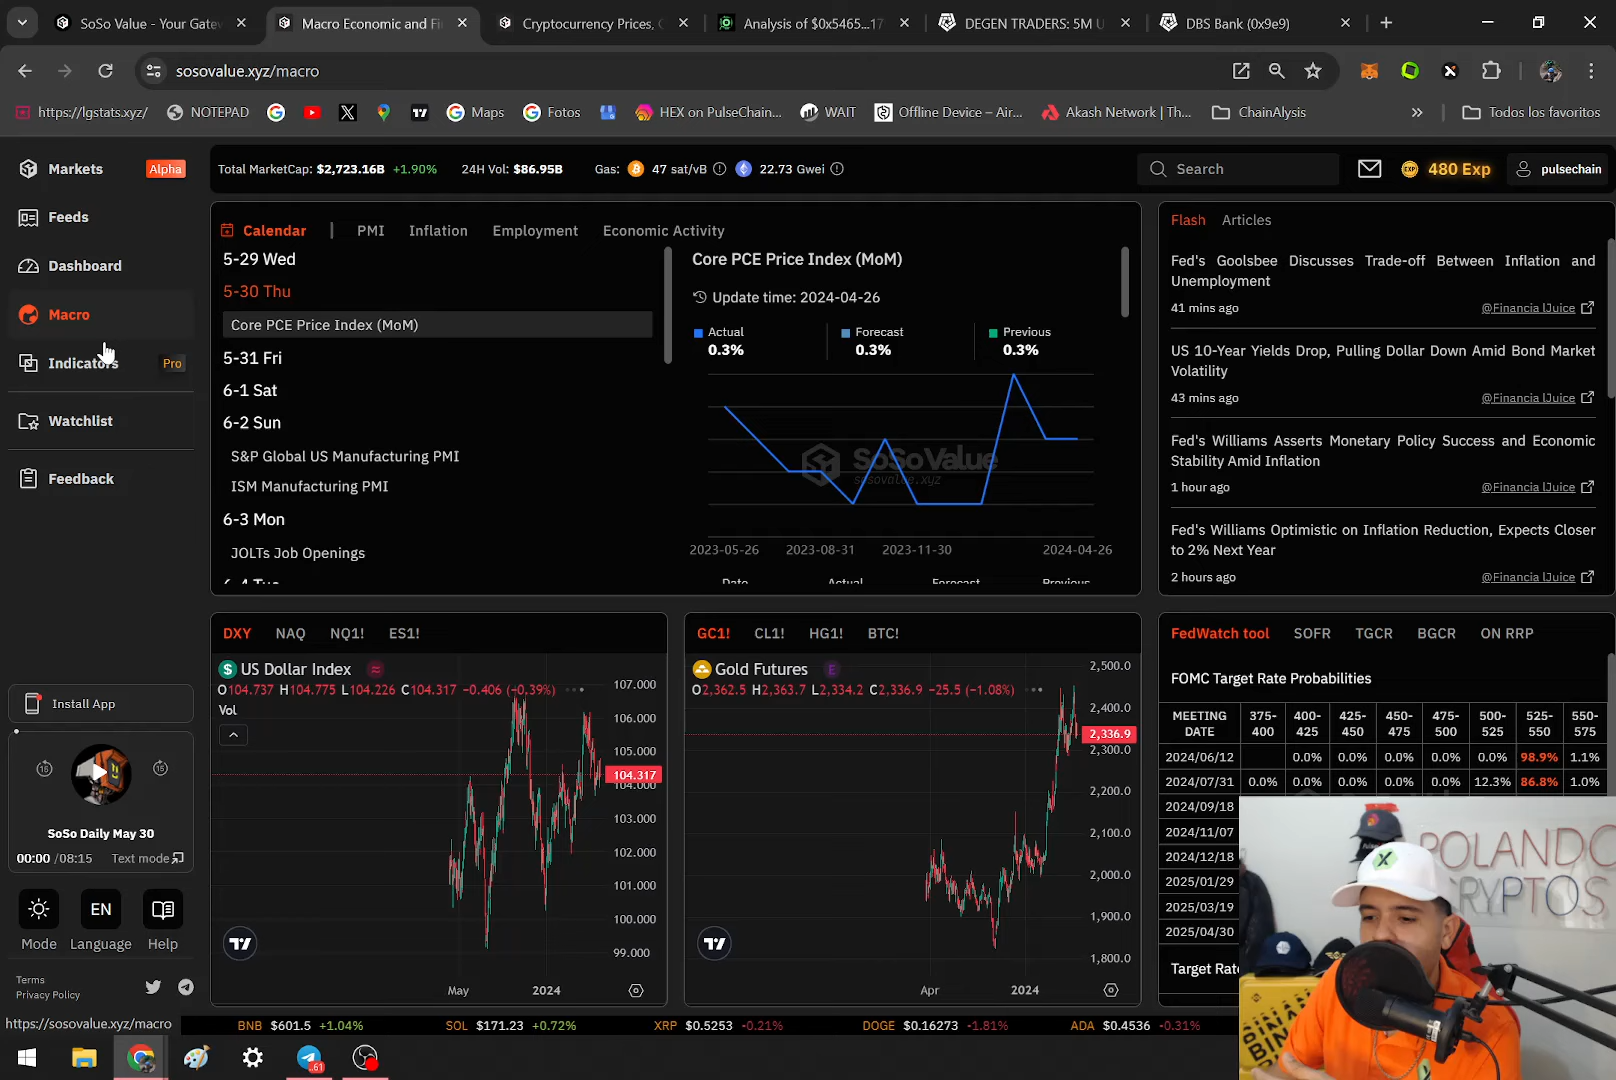 SoSo Value - Your Gatew
Macro Economic and Fi
Cryptocurrency Prices, C
Analysis of $0x5465...17
DEGEN TRADERS: 5M U
DBS Bank (0x9e9)
sosovalue.xyz/macro
https://lgstats.xyz/
NOTEPAD
Maps
Fotos
HEX on PulseChain...
WAIT
Offline Device – Air...
Akash Network | Th...
ChainAlysis
Todos los favoritos
Markets
Alpha
Feeds
Dashboard
Macro
Indicators
Pro
Watchlist
Feedback
Total MarketCap: $2,723.16B +1.90%
24H Vol: $86.95B
Gas: 47 sat/vB 22.73 Gwei
Search
480 Exp
pulsechain
Calendar | PMI Inflation Employment Economic Activity
5-29 Wed
5-30 Thu
Core PCE Price Index (MoM)
5-31 Fri
6-1 Sat
6-2 Sun
S&P Global US Manufacturing PMI
ISM Manufacturing PMI
6-3 Mon
JOLTs Job Openings
6-4 Tue
Core PCE Price Index (MoM)
Update time: 2024-04-26
Actual Forecast Previous
0.3% 0.3% 0.3%
SoSoValue
sosovalue.xyz
2023-05-26 2023-08-31 2023-11-30 2024-04-26
Date Actual Forecast Previous
Flash Articles
Fed's Goolsbee Discusses Trade-off Between Inflation and
Unemployment
41 mins ago @Financia lJuice
US 10-Year Yields Drop, Pulling Dollar Down Amid Bond Market
Volatility
43 mins ago @Financia lJuice
Fed's Williams Asserts Monetary Policy Success and Economic
Stability Amid Inflation
1 hour ago @Financia lJuice
Fed's Williams Optimistic on Inflation Reduction, Expects Closer
to 2% Next Year
2 hours ago @Financia lJuice
DXY NAQ NQ1! ES1!
$ US Dollar Index
O104.737 H104.775 L104.226 C104.317 -0.406 (-0.39%)
Vol
107.000
106.000
105.000
104.317
104.000
103.000
102.000
101.000
100.000
99.000
May 2024
GC1! CL1! HG1! BTC!
Gold Futures E
O2,362.5 H2,363.7 L2,334.2 C2,336.9 -25.5 (-1.08%)
2,500.0
2,400.0
2,336.9
2,300.0
2,200.0
2,100.0
2,000.0
1,900.0
1,800.0
Apr 2024
FedWatch tool SOFR TGCR BGCR ON RRP
FOMC Target Rate Probabilities
MEETING DATE 375-400 400-425 425-450 450-475 475-500 500-525 525-550 550-575
2024/06/12 0.0% 0.0% 0.0% 0.0% 0.0% 98.9% 1.1%
2024/07/31 0.0% 0.0% 0.0% 0.0% 0.0% 12.3% 86.8% 1.0%
2024/09/18
2024/11/07
2024/12/18
2025/01/29
2025/03/19
2025/04/30
Target Rate
Install App
15
15
SoSo Daily May 30
00:00 /08:15 Text mode
EN
Mode Language Help
Terms
Privacy Policy
https://sosovalue.xyz/macro
BNB $601.5 +1.04%
SOL $171.23 +0.72%
XRP $0.5253 -0.21%
DOGE $0.16273 -1.81%
ADA $0.4536 -0.31%
61
ROLANDO
CRYPTOS